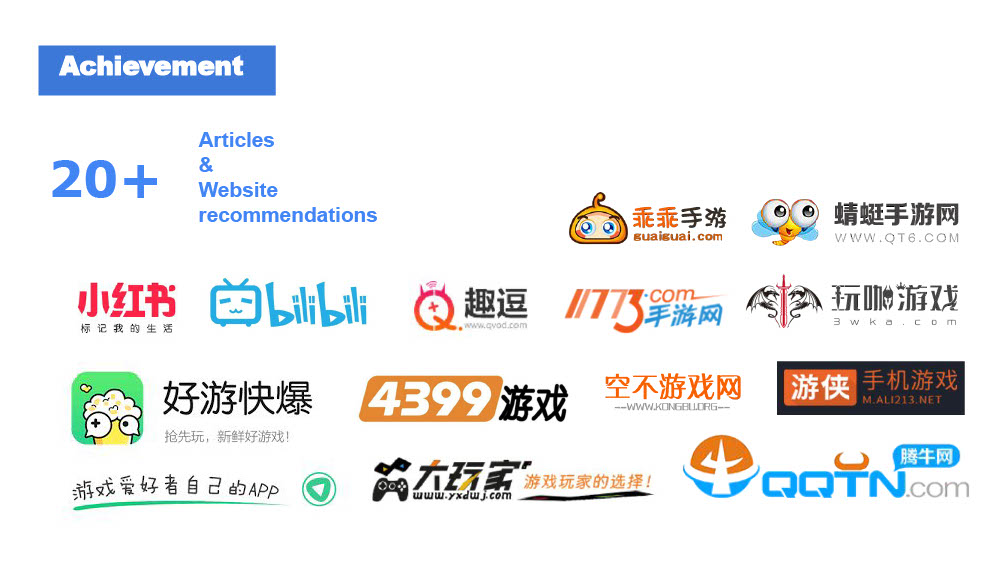 Achievement
20+
Articles
&
Website
recommendations
乖乖手游
guaiguai.com
蜻蜓手游网
WWW.QT6.COM
小红书
标记我的生活
bilibili
趣逗
www.qvod.com
11773.com
手游网
玩咖游戏
3wka.com
好游快爆
抢先玩，新鲜好游戏！
4399游戏
空不游戏网
--WWW.KONGBU.ORG--
游侠
手机游戏
M.ALI213.NET
游戏爱好者自己的APP
大玩家
www.yxdwj.com
游戏玩家的选择！
腾牛网
QQTN.com